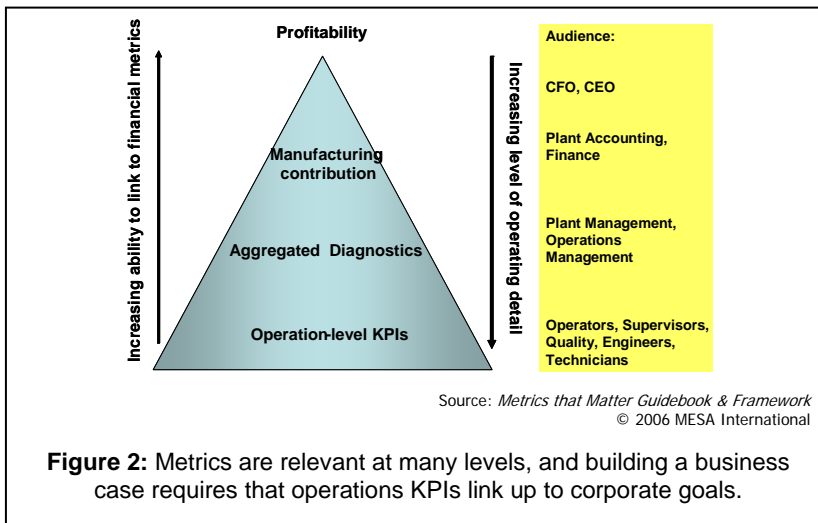 Profitability
Increasing ability to link to financial metrics
Manufacturing
contribution
Aggregated Diagnostics
Operation-level KPIs
Increasing level of operating detail
Audience:
CFO, CEO
Plant Accounting,
Finance
Plant Management,
Operations
Management
Operators, Supervisors,
Quality, Engineers,
Technicians
Source: Metrics that Matter Guidebook & Framework
© 2006 MESA International
Figure 2: Metrics are relevant at many levels, and building a business
case requires that operations KPIs link up to corporate goals.